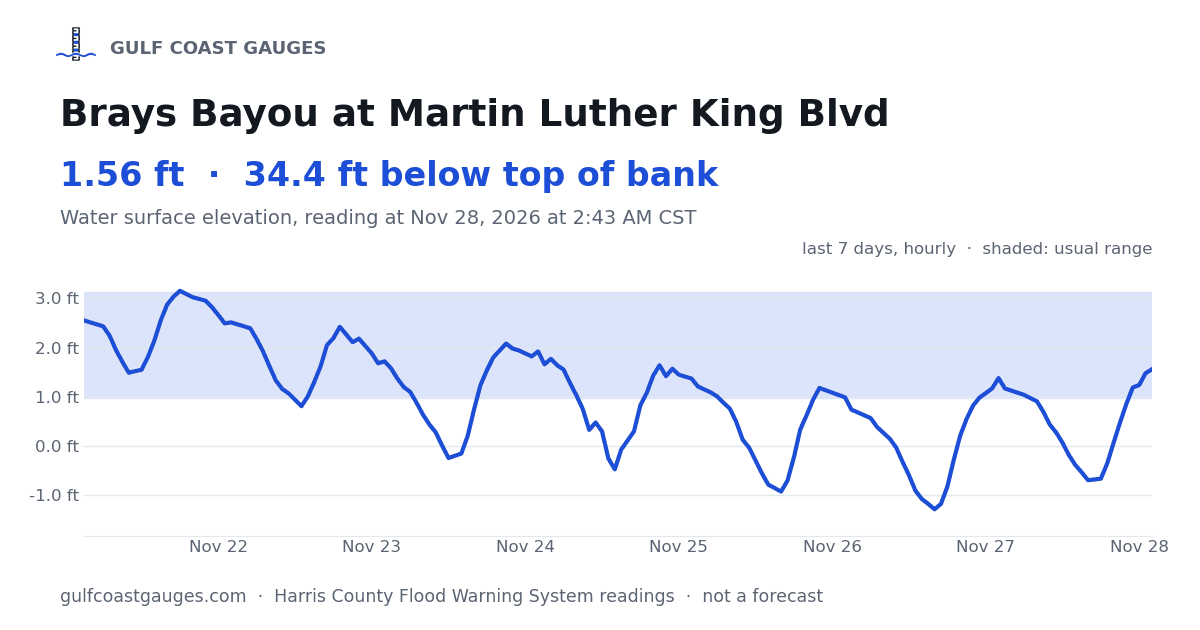 GULF COAST GAUGES
Brays Bayou at Martin Luther King Blvd
1.56 ft · 34.4 ft below top of bank
Water surface elevation, reading at Nov 28, 2026 at 2:43 AM CST
last 7 days, hourly · shaded: usual range
3.0 ft
2.0 ft
1.0 ft
0.0 ft
-1.0 ft
Nov 22 Nov 23 Nov 24 Nov 25 Nov 26 Nov 27 Nov 28
gulfcoastgauges.com · Harris County Flood Warning System readings · not a forecast